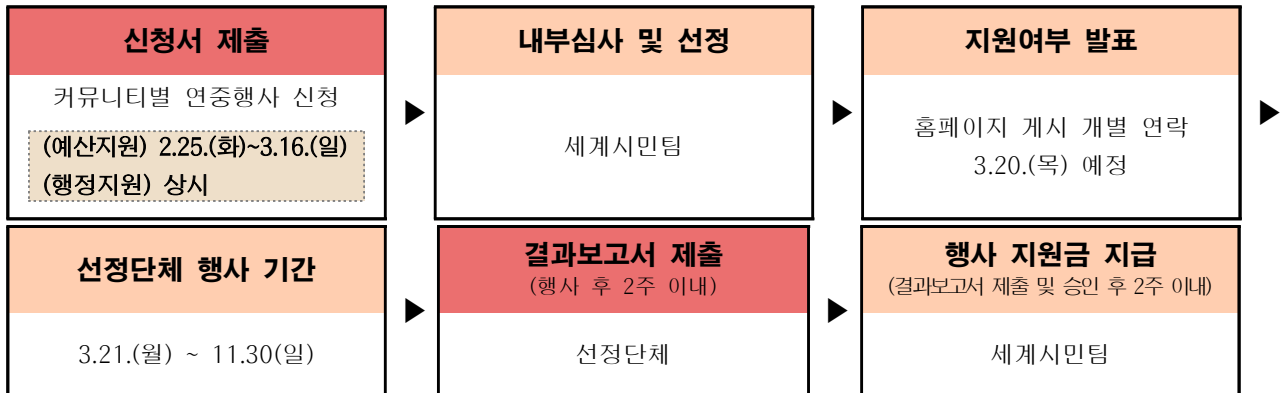 신청서 제출
커뮤니티별 연중행사 신청
(예산지원) 2.25.(화)~3.16.(일)
(행정지원) 상시
▶
내부심사 및 선정
세계시민팀
▶
지원여부 발표
홈페이지 게시 개별 연락
3.20.(목) 예정
▶
선정단체 행사 기간
3.21.(월) ~ 11.30(일)
▶
결과보고서 제출
(행사 후 2주 이내)
선정단체
▶
행사 지원금 지급
(결과보고서 제출 및 승인 후 2주 이내)
세계시민팀